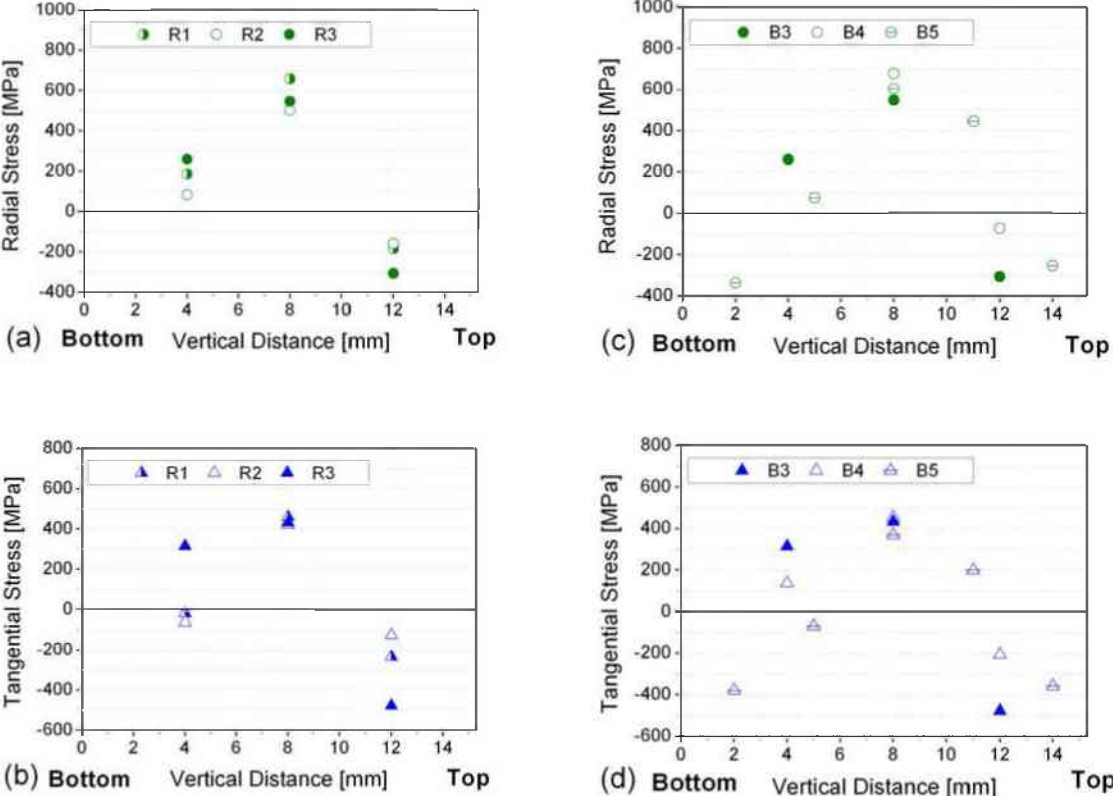 1000
800
600
400
200
0
-200
-400
Radial Stress [MPa]
R1 R2 R3
0 2 4 6 8 10 12 14
(a) Bottom Vertical Distance [mm] Top
1000
800
600
400
200
0
-200
-400
Radial Stress [MPa]
B3 B4 B5
0 2 4 6 8 10 12 14
(c) Bottom Vertical Distance [mm] Top
800
600
400
200
0
-200
-400
-600
Tangential Stress [MPa]
R1 R2 R3
0 2 4 6 8 10 12 14
(b) Bottom Vertical Distance [mm] Top
800
600
400
200
0
-200
-400
-600
Tangential Stress [MPa]
B3 B4 B5
0 2 4 6 8 10 12 14
(d) Bottom Vertical Distance [mm] Top